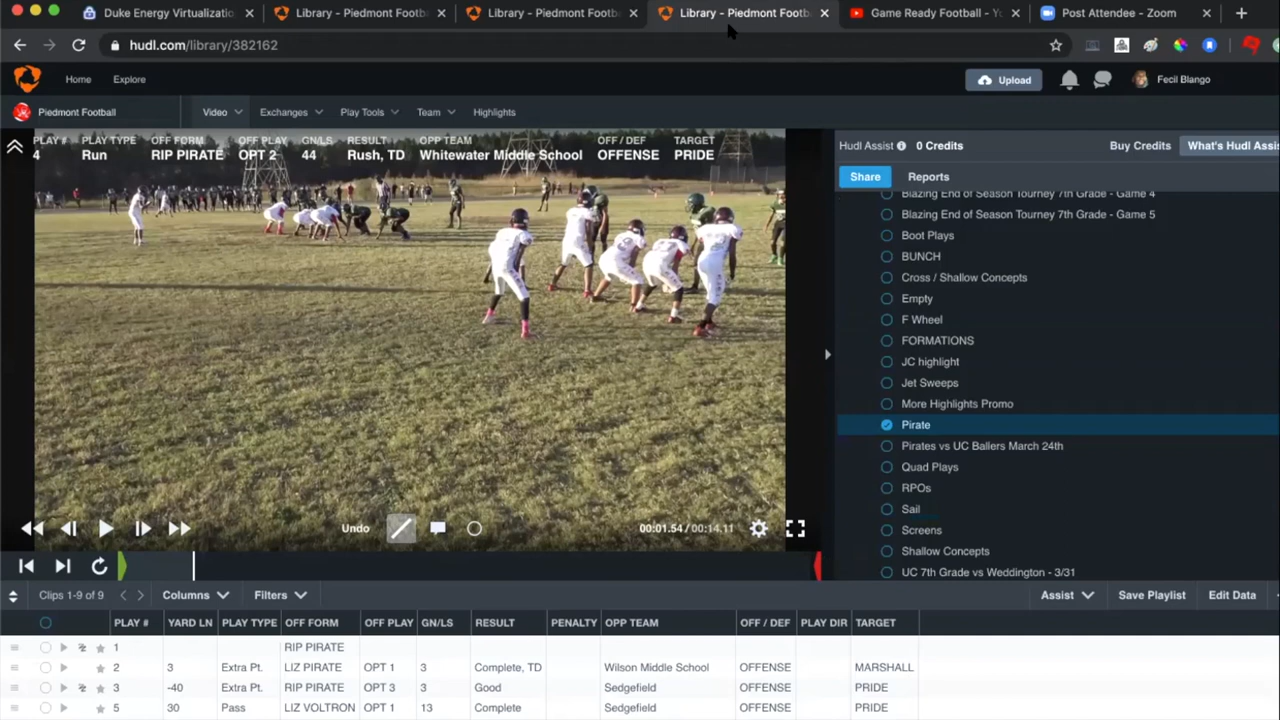 Duke Energy Virtualizatio
Library - Piedmont Footb
Library - Piedmont Footb
Library - Piedmont Footb
Game Ready Football - Y
Post Attendee - Zoom
hudl.com/library/382162
Home
Explore
Upload
Fecil Blango
Piedmont Football
Video
Exchanges
Play Tools
Team
Highlights
PLAY # PLAY TYPE OFF FORM OFF PLAY GN/LS RESULT OPP TEAM OFF / DEF TARGET
4 Run RIP PIRATE OPT 2 44 Rush, TD Whitewater Middle School OFFENSE PRIDE
Hudl Assist 0 Credits Buy Credits What's Hudl Assis
Share Reports
Blazing End of Season Tourney 7th Grade - Game 4
Blazing End of Season Tourney 7th Grade - Game 5
Boot Plays
BUNCH
Cross / Shallow Concepts
Empty
F Wheel
FORMATIONS
JC highlight
Jet Sweeps
More Highlights Promo
Pirate
Pirates vs UC Ballers March 24th
Quad Plays
RPOs
Sail
Screens
Shallow Concepts
UC 7th Grade vs Weddington - 3/31
Undo
00:01.54 / 00:14.11
Clips 1-9 of 9 Columns Filters Assist Save Playlist Edit Data
PLAY # YARD LN PLAY TYPE OFF FORM OFF PLAY GN/LS RESULT PENALTY OPP TEAM OFF / DEF PLAY DIR TARGET
1 RIP PIRATE
2 3 Extra Pt. LIZ PIRATE OPT 1 3 Complete, TD Wilson Middle School OFFENSE MARSHALL
3 -40 Extra Pt. RIP PIRATE OPT 3 3 Good Sedgefield OFFENSE PRIDE
5 30 Pass LIZ VOLTRON OPT 1 13 Complete Sedgefield OFFENSE PRIDE